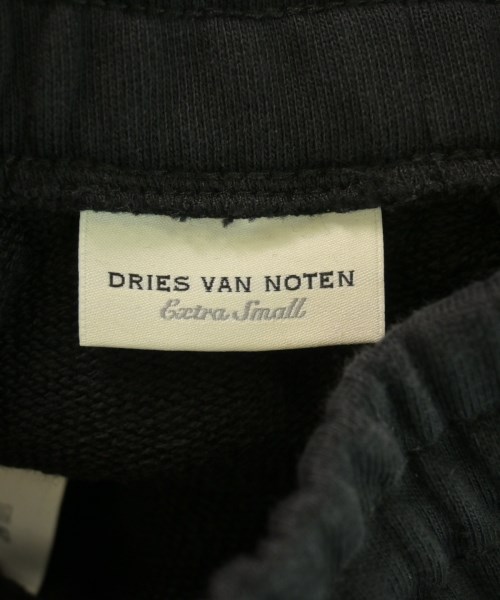 DRIES VAN NOTEN
Extra Small